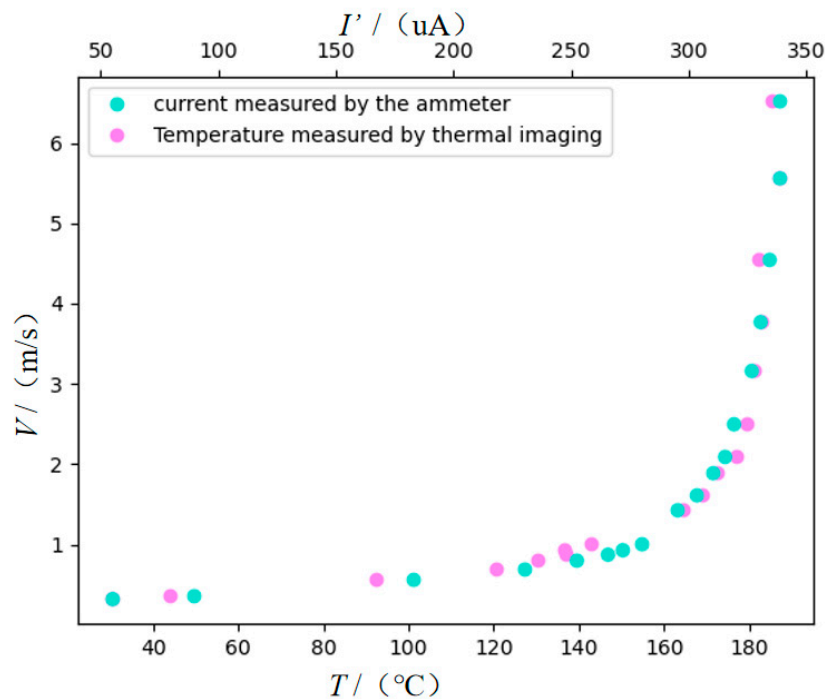 I’ /（uA）
50 100 150 200 250 300 350
current measured by the ammeter
Temperature measured by thermal imaging
V /（m/s）
6
5
4
3
2
1
40 60 80 100 120 140 160 180
T /（℃）